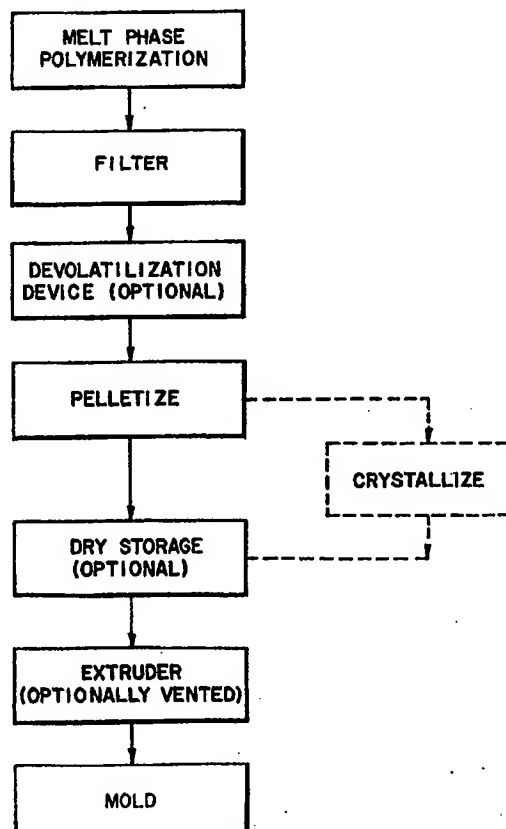 MELT PHASE
POLYMERIZATION
FILTER
DEVOLATILIZATION
DEVICE (OPTIONAL)
PELLETIZE
CRYSTALLIZE
DRY STORAGE
(OPTIONAL)
EXTRUDER
(OPTIONALLY VENTED)
MOLD